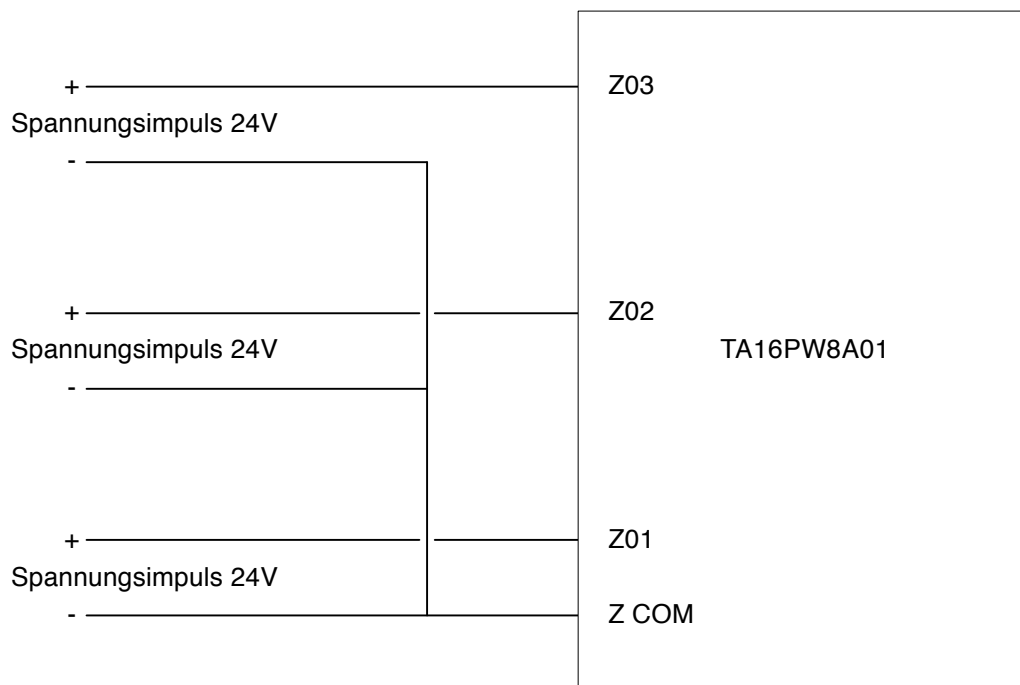 + Z03
Spannungsimpuls 24V
-
+ Z02
Spannungsimpuls 24V TA16PW8A01
-
+ Z01
Spannungsimpuls 24V
- Z COM